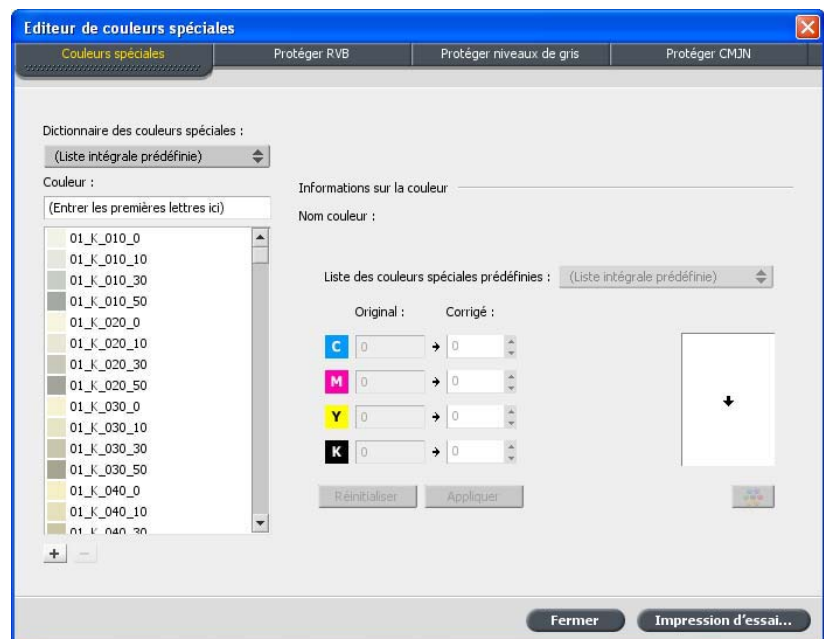 Editeur de couleurs spéciales
Couleurs spéciales
Protéger RVB
Protéger niveaux de gris
Protéger CMJN
Dictionnaire des couleurs spéciales :
(Liste intégrale prédéfinie)
Couleur :
(Entrer les premières lettres ici)
01_K_010_0
01_K_010_10
01_K_010_30
01_K_010_50
01_K_020_0
01_K_020_10
01_K_020_30
01_K_020_50
01_K_030_0
01_K_030_10
01_K_030_30
01_K_030_50
01_K_040_0
01_K_040_10
01_K_040_30
+ −
Informations sur la couleur
Nom couleur :
Liste des couleurs spéciales prédéfinies : (Liste intégrale prédéfinie)
Original : Corrigé :
C 0 → 0
M 0 → 0
Y 0 → 0
K 0 → 0
Réinitialiser
Appliquer
Fermer
Impression d'essai...